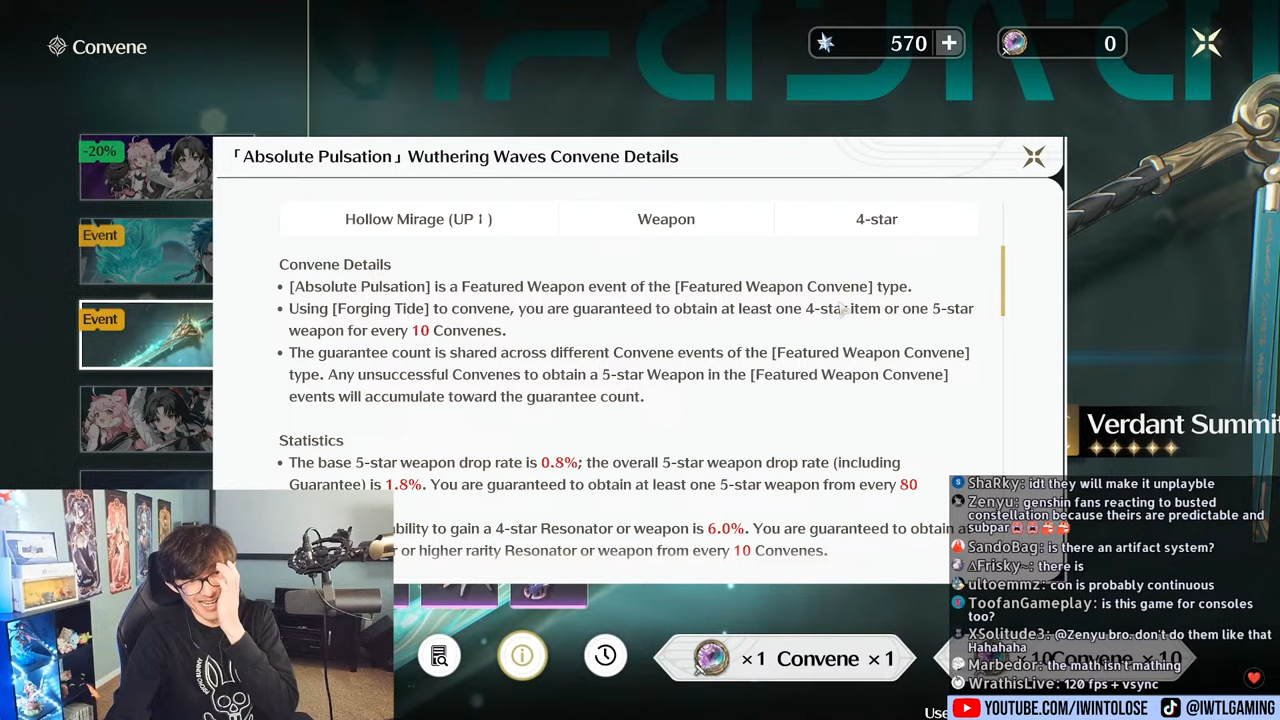 Convene
570
0
-20%
「Absolute Pulsation」 Wuthering Waves Convene Details
Hollow Mirage (UP!) Weapon 4-star
Event
Convene Details
• [Absolute Pulsation] is a Featured Weapon event of the [Featured Weapon Convene] type.
• Using [Forging Tide] to convene, you are guaranteed to obtain at least one 4-star item or one 5-star
weapon for every 10 Convenes.
Event
• The guarantee count is shared across different Convene events of the [Featured Weapon Convene]
type. Any unsuccessful Convenes to obtain a 5-star Weapon in the [Featured Weapon Convene]
events will accumulate toward the guarantee count.
Statistics
• The base 5-star weapon drop rate is 0.8%; the overall 5-star weapon drop rate (including
Guarantee) is 1.8%. You are guaranteed to obtain at least one 5-star weapon from every 80
ability to gain a 4-star Resonator or weapon is 6.0%. You are guaranteed to obtain a
or higher rarity Resonator or weapon from every 10 Convenes.
Verdant Summit
ShaRky: idt they will make it unplayble
Zenyu: genshin fans reacting to busted
constellation because theirs are predictable and
subpar
SandoBag: is there an artifact system?
ΔFrisky~: there is
ultoemmz: con is probably continuous
ToofanGameplay: is this game for consoles
too?
XSolitude3: @Zenyu bro. don't do them like that
Hahahaha
Marbedor: the math isn't mathing
WrathisLive: 120 fps + vsync
×1 Convene ×1
Convene ×10
Use
YOUTUBE.COM/IWINTOLOSE @IWTLGAMING